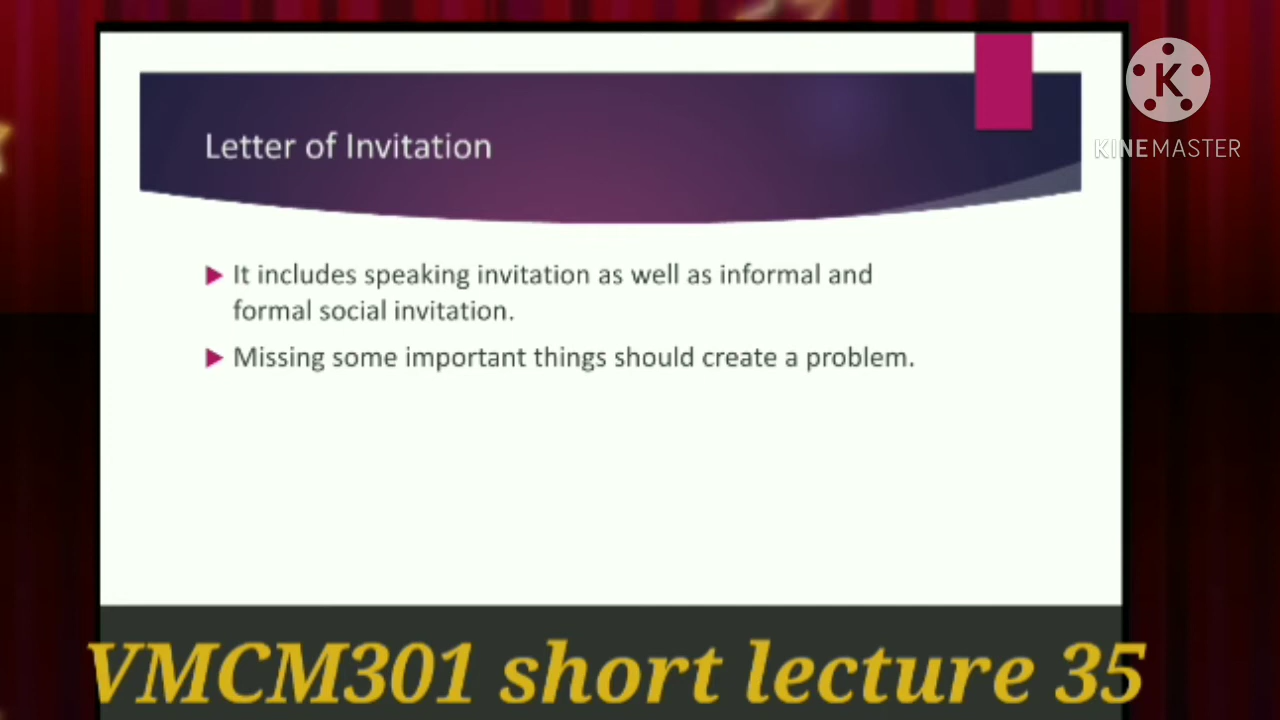 K
KINEMASTER
Letter of Invitation
It includes speaking invitation as well as informal and
formal social invitation.
Missing some important things should create a problem.
VMCM301 short lecture 35